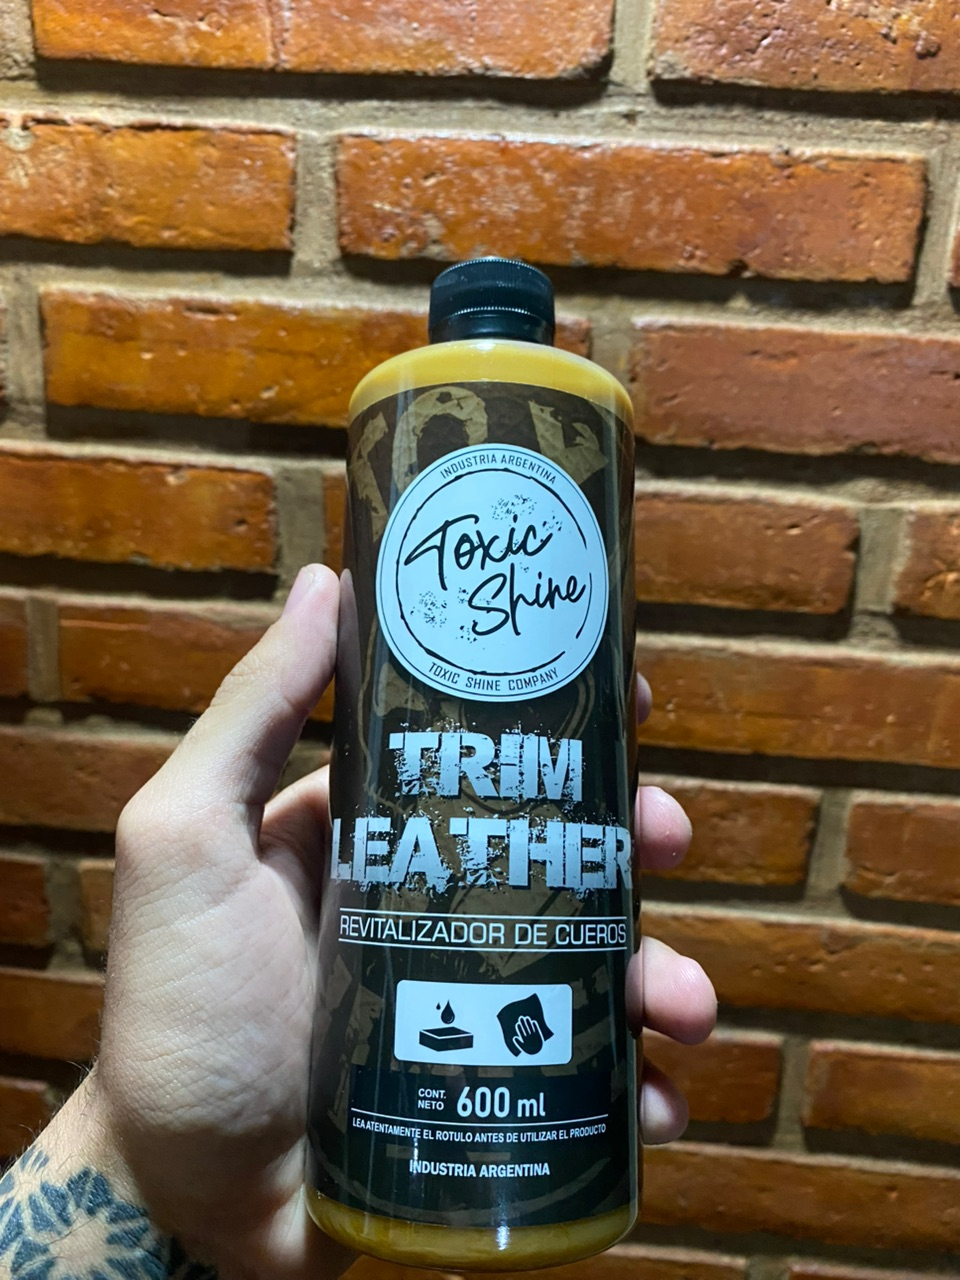 INDUSTRIA ARGENTINA
Toxic
Shine
TOXIC SHINE COMPANY
TRIM
LEATHER
REVITALIZADOR DE CUEROS
CONT.
NETO 600 ml
LEA ATENTAMENTE EL ROTULO ANTES DE UTILIZAR EL PRODUCTO
INDUSTRIA ARGENTINA